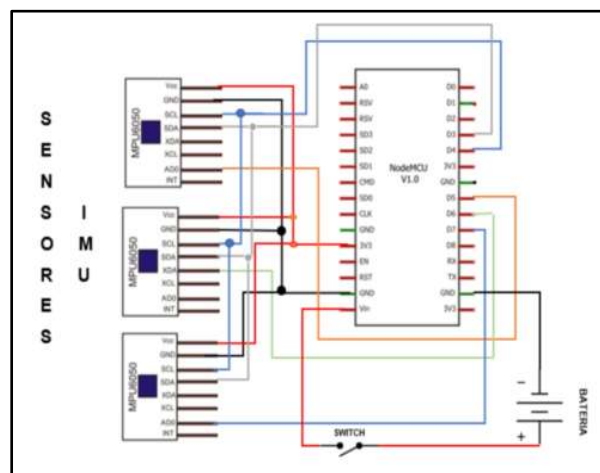 SENSORES
IMU
MPU6050
Vcc
GND
SCL
SDA
XDA
XCL
AD0
INT
MPU6050
Vcc
GND
SCL
SDA
XDA
XCL
AD0
INT
MPU6050
Vcc
GND
SCL
SDA
XDA
XCL
AD0
INT
NodeMCU
V1.0
A0
RSV
RSV
SD3
SD2
SD1
CMD
SD0
CLK
GND
3V3
EN
RST
GND
Vin
D0
D1
D2
D3
D4
3V3
GND
D5
D6
D7
D8
RX
TX
GND
3V3
SWITCH
-
+
BATERIA